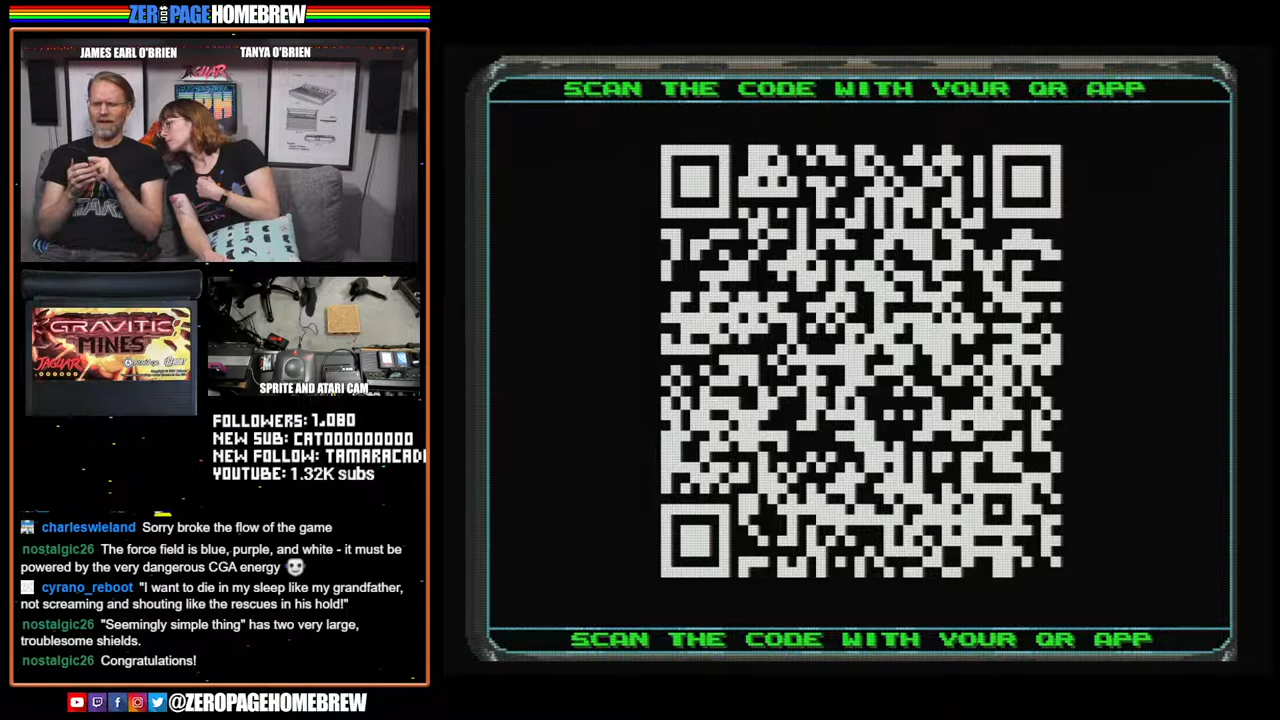 ZEROPAGE HOMEBREW
JAMES EARL O'BRIEN
TANYA O'BRIEN
JAGUAR
SCAN THE CODE WITH YOUR QR APP
GRAVITIC
MINES
JAGUAR
SPRITE AND ATARI CAM
FOLLOWERS: 1,080
NEW SUB: CATOOOOOOOOO
NEW FOLLOW: TAMARACAD
YOUTUBE: 1.32K subs
charleswieland Sorry broke the flow of the game
nostalgic26 The force field is blue, purple, and white - it must be
powered by the very dangerous CGA energy
cyrano_reboot "I want to die in my sleep like my grandfather,
not screaming and shouting like the rescues in his hold!"
nostalgic26 "Seemingly simple thing" has two very large,
troublesome shields.
nostalgic26 Congratulations!
SCAN THE CODE WITH YOUR QR APP
@ZEROPAGEHOMEBREW